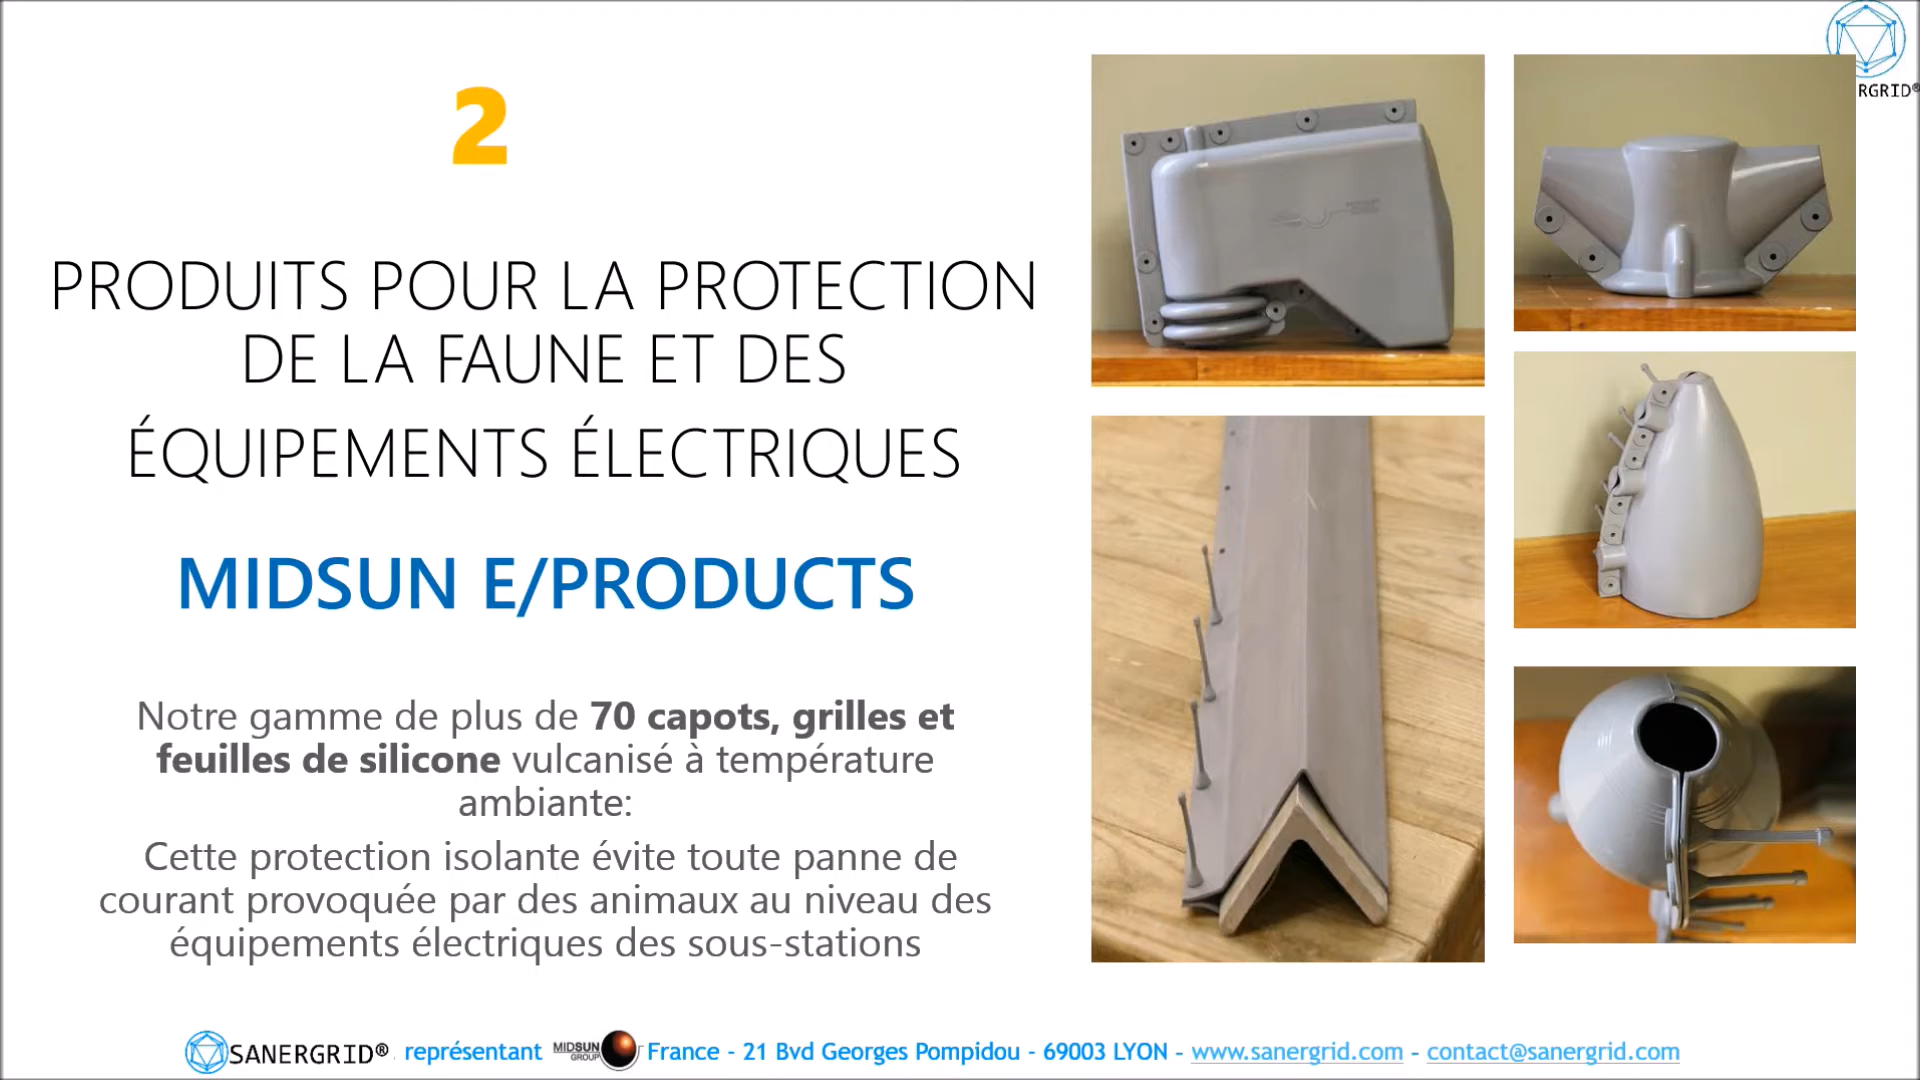 RGRID®
2
PRODUITS POUR LA PROTECTION
DE LA FAUNE ET DES
ÉQUIPEMENTS ÉLECTRIQUES
MIDSUN E/PRODUCTS
Notre gamme de plus de 70 capots, grilles et
feuilles de silicone vulcanisé à température
ambiante:
Cette protection isolante évite toute panne de
courant provoquée par des animaux au niveau des
équipements électriques des sous-stations
SANERGRID® représentant MIDSUN GROUP France - 21 Bvd Georges Pompidou - 69003 LYON - www.sanergrid.com - contact@sanergrid.com